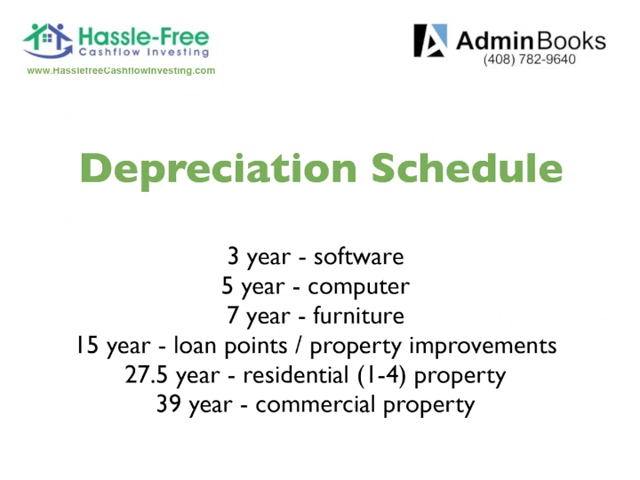 Hassle-Free
Cashflow Investing
www.HasslefreeCashflowInvesting.com
AdminBooks
(408) 782-9640
Depreciation Schedule
3 year - software
5 year - computer
7 year - furniture
15 year - loan points / property improvements
27.5 year - residential (1-4) property
39 year - commercial property